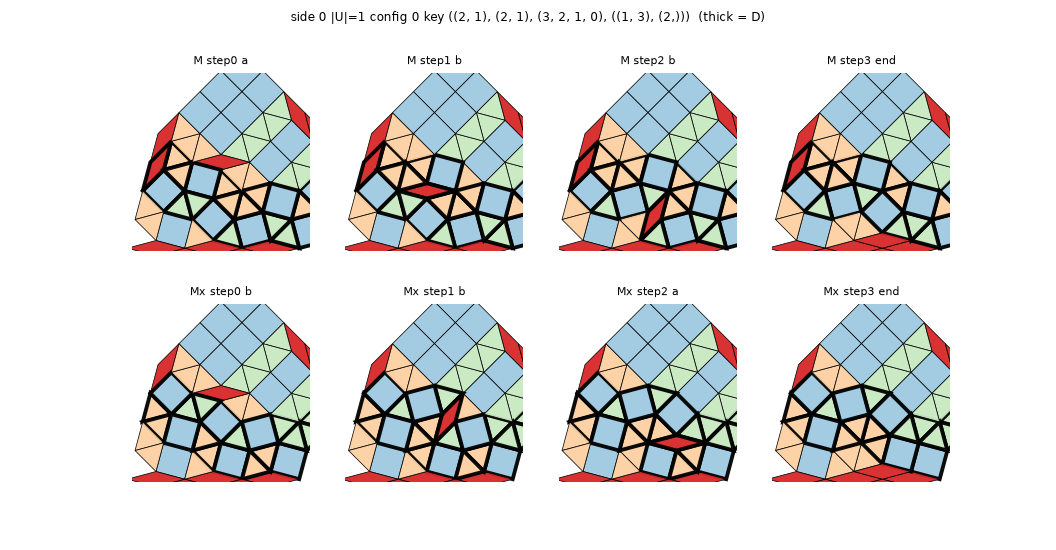 side 0 |U|=1 config 0 key ((2, 1), (2, 1), (3, 2, 1, 0), ((1, 3), (2,)))  (thick = D)
M step0 a
M step1 b
M step2 b
M step3 end
Mx step0 b
Mx step1 b
Mx step2 a
Mx step3 end